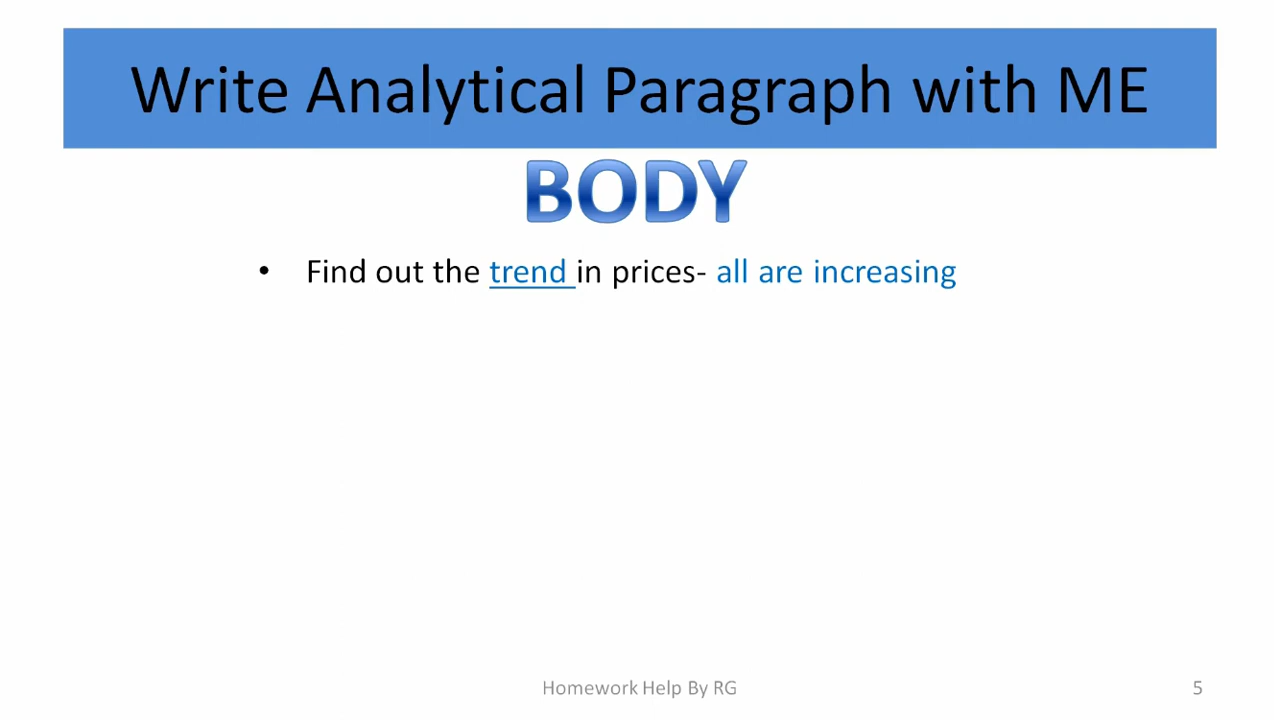 Write Analytical Paragraph with ME
BODY
• Find out the trend in prices- all are increasing
Homework Help By RG
5